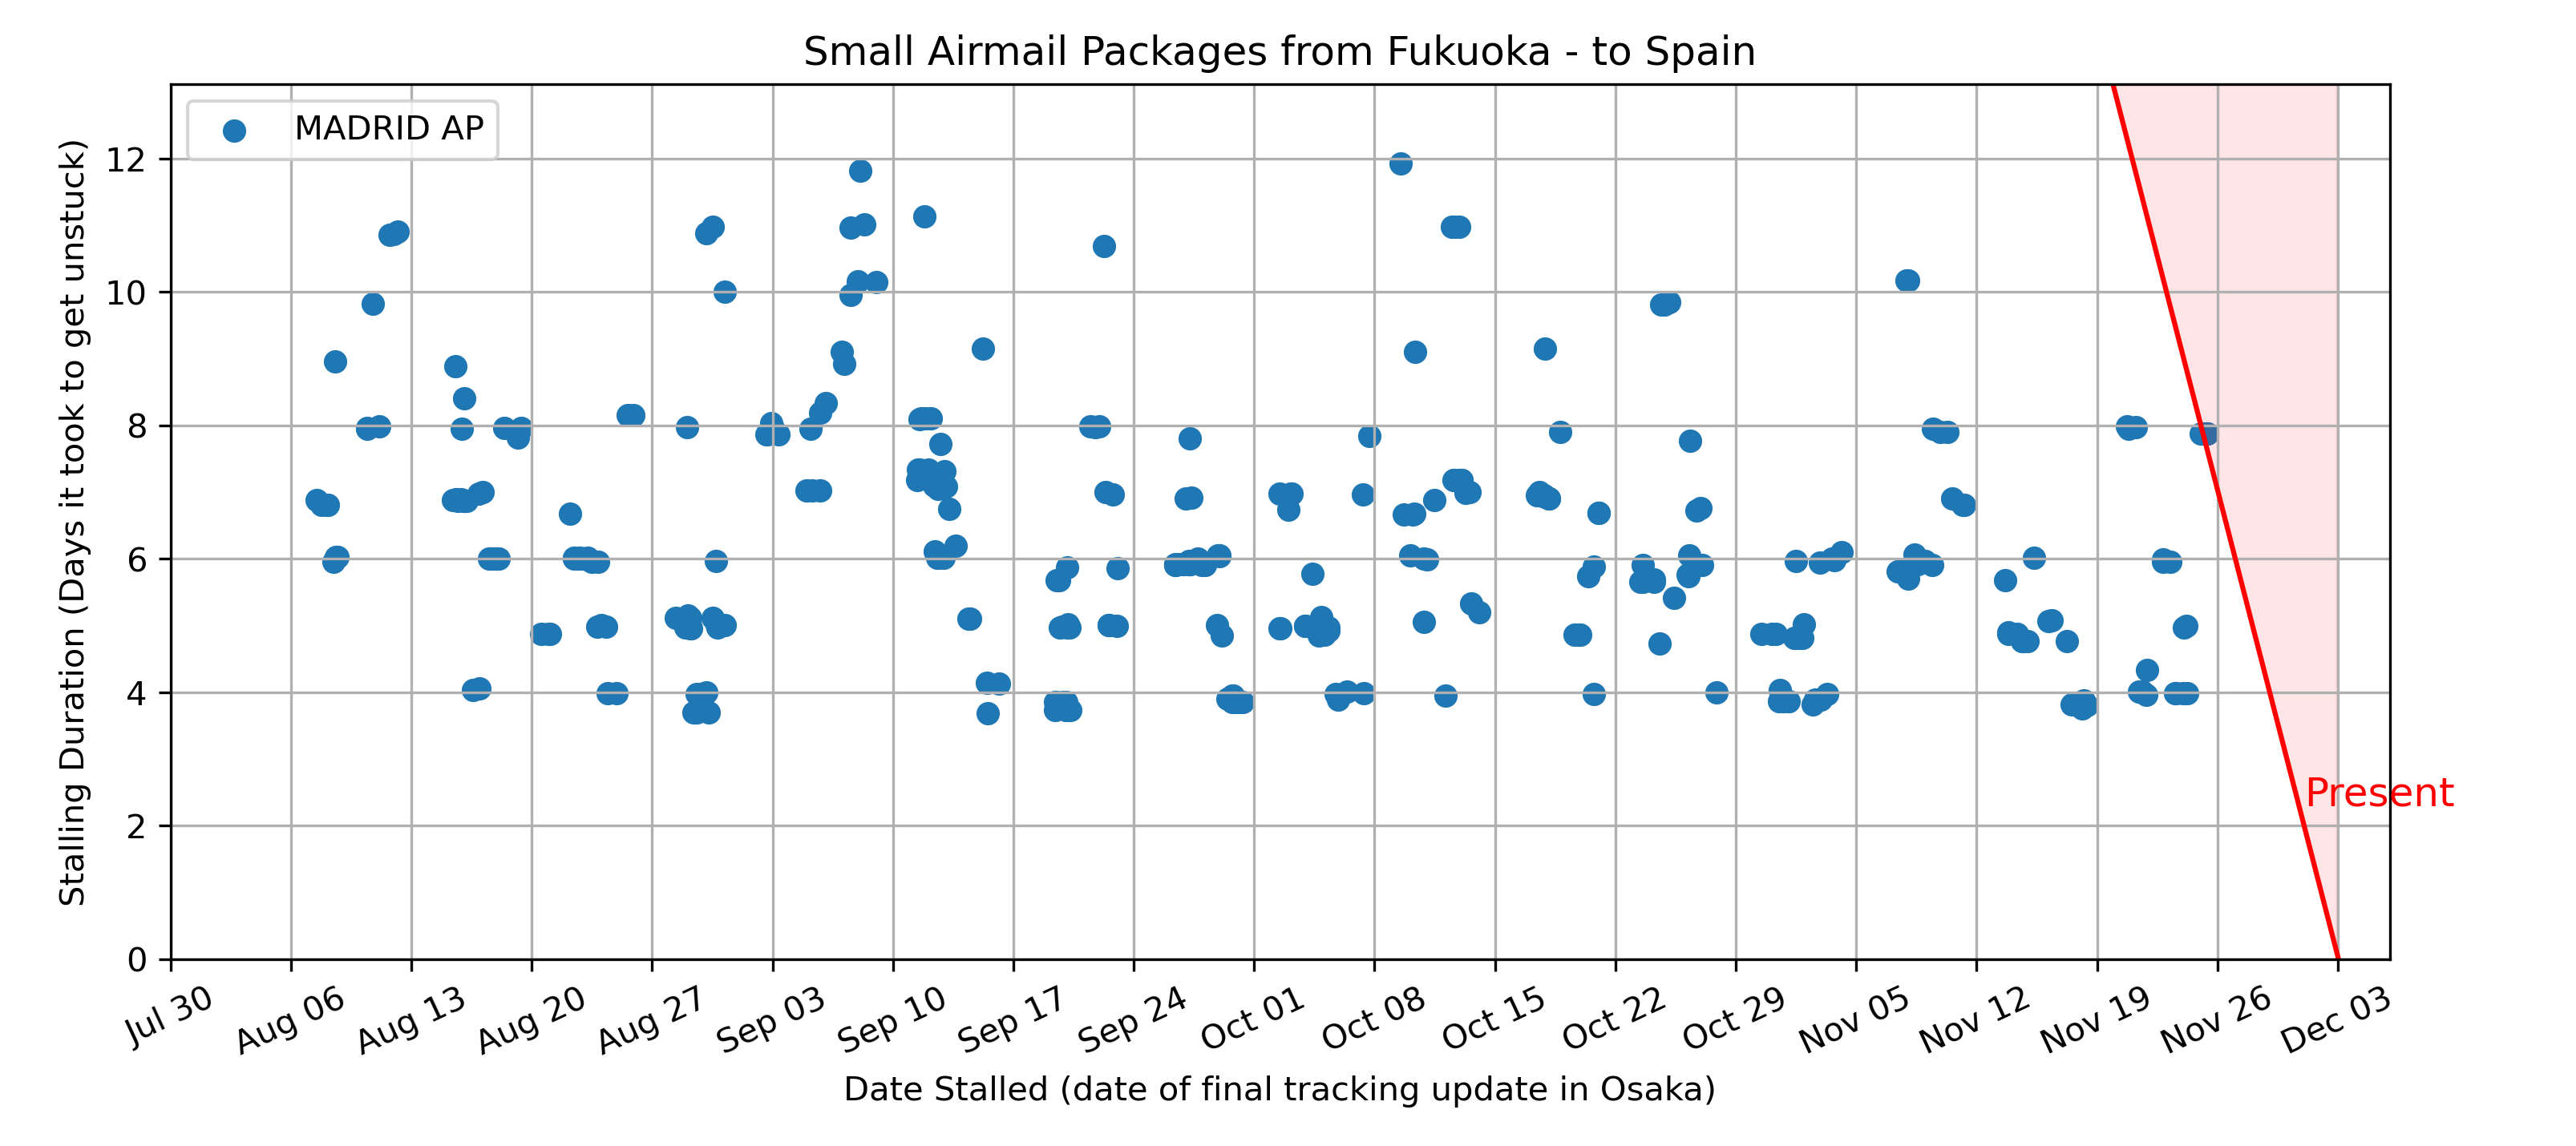 Small Airmail Packages from Fukuoka - to Spain
MADRID AP
Stalling Duration (Days it took to get unstuck)
12
10
8
6
4
2
0
Present
Jul 30
Aug 06
Aug 13
Aug 20
Aug 27
Sep 03
Sep 10
Sep 17
Sep 24
Oct 01
Oct 08
Oct 15
Oct 22
Oct 29
Nov 05
Nov 12
Nov 19
Nov 26
Dec 03
Date Stalled (date of final tracking update in Osaka)